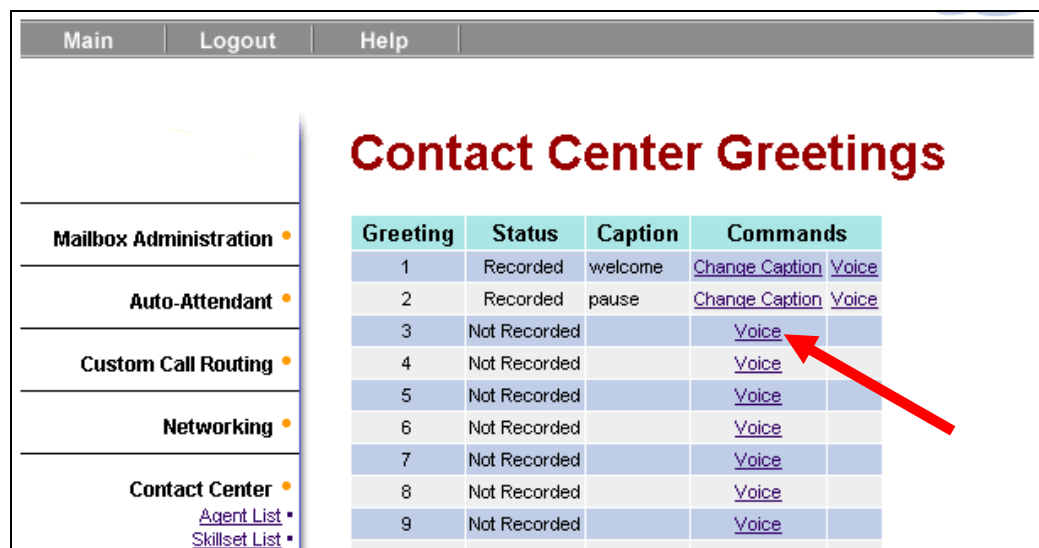 Main Logout Help
Contact Center Greetings
Mailbox Administration
Auto-Attendant
Custom Call Routing
Networking
Contact Center
Agent List
Skillset List
Greeting Status Caption Commands
1 Recorded welcome Change Caption Voice
2 Recorded pause Change Caption Voice
3 Not Recorded Voice
4 Not Recorded Voice
5 Not Recorded Voice
6 Not Recorded Voice
7 Not Recorded Voice
8 Not Recorded Voice
9 Not Recorded Voice